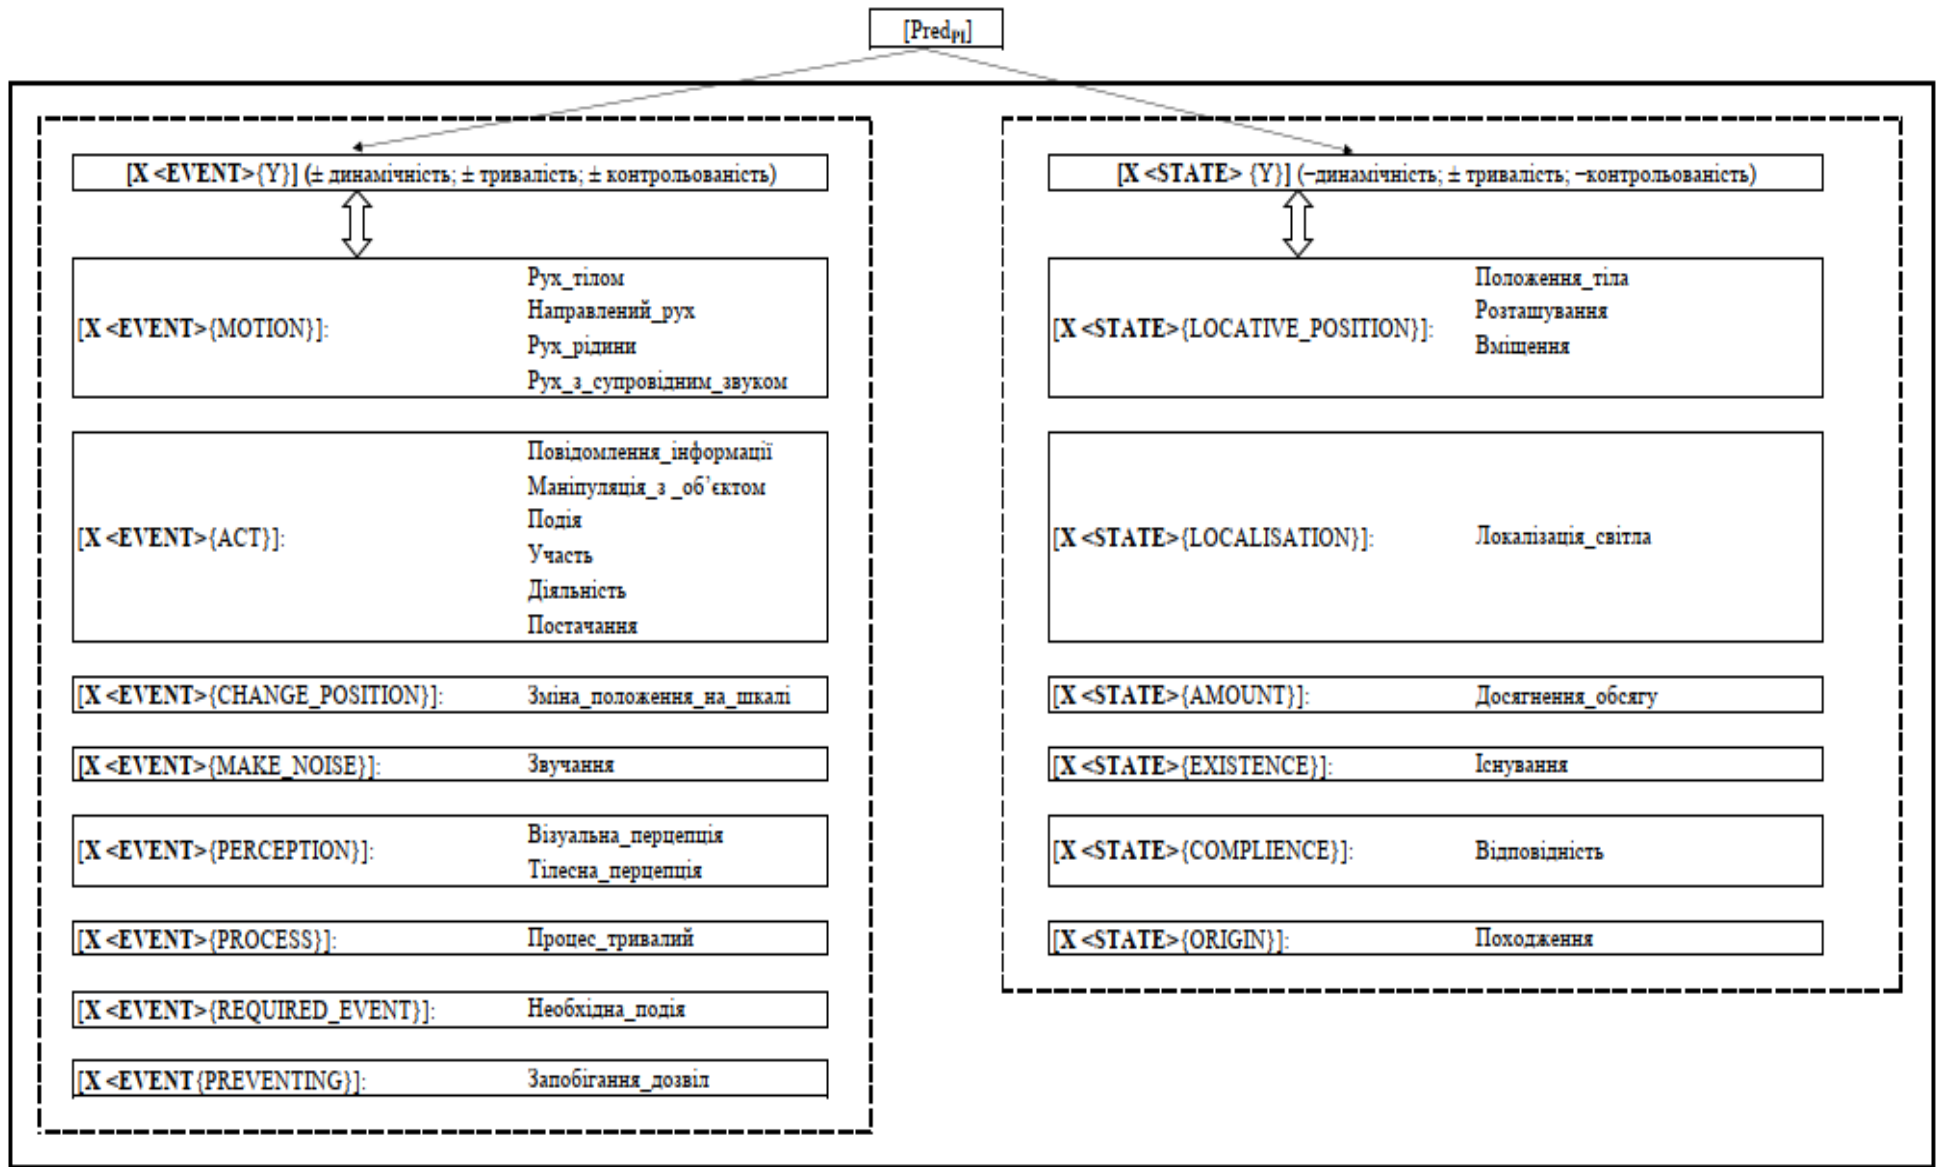 [Pred_PI]
[X <EVENT>{Y}] (± динамічність; ± тривалість; ± контрольованість)
[X <EVENT>{MOTION}]:
Рух_тілом
Направлений_рух
Рух_рідини
Рух_з_супровідним_звуком
[X <EVENT>{ACT}]:
Повідомлення_інформації
Маніпуляція_з _об’єктом
Подія
Участь
Діяльність
Постачання
[X <EVENT>{CHANGE_POSITION}]: Зміна_положення_на_шкалі
[X <EVENT>{MAKE_NOISE}]: Звучання
[X <EVENT>{PERCEPTION}]:
Візуальна_перцепція
Тілесна_перцепція
[X <EVENT>{PROCESS}]: Процес_тривалий
[X <EVENT>{REQUIRED_EVENT}]: Необхідна_подія
[X <EVENT{PREVENTING}]: Запобігання_дозвіл
[X <STATE> {Y}] (–динамічність; ± тривалість; –контрольованість)
[X <STATE>{LOCATIVE_POSITION}]:
Положення_тіла
Розташування
Вміщення
[X <STATE>{LOCALISATION}]: Локалізація_світла
[X <STATE>{AMOUNT}]: Досягнення_обсягу
[X <STATE>{EXISTENCE}]: Існування
[X <STATE>{COMPLIENCE}]: Відповідність
[X <STATE>{ORIGIN}]: Походження